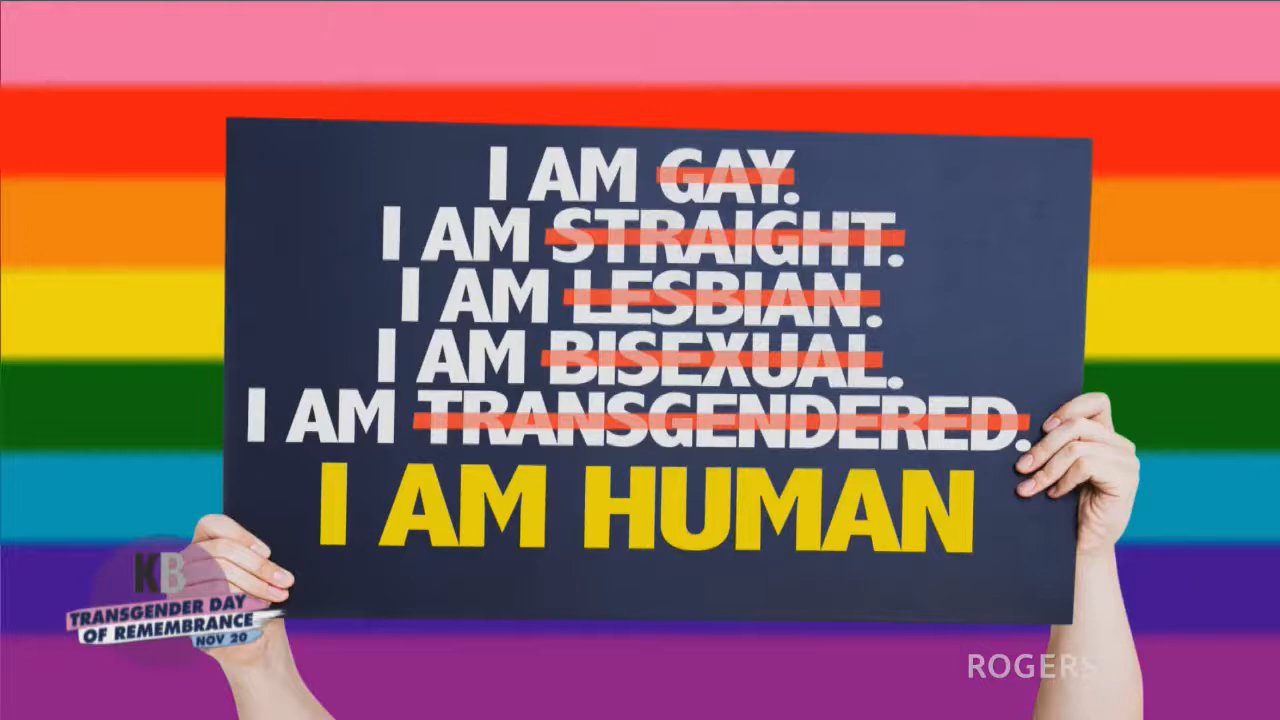 I AM GAY.
I AM STRAIGHT.
I AM LESBIAN.
I AM BISEXUAL.
I AM TRANSGENDERED.
I AM HUMAN
KB
TRANSGENDER DAY
OF REMEMBRANCE
NOV 20
ROGERS